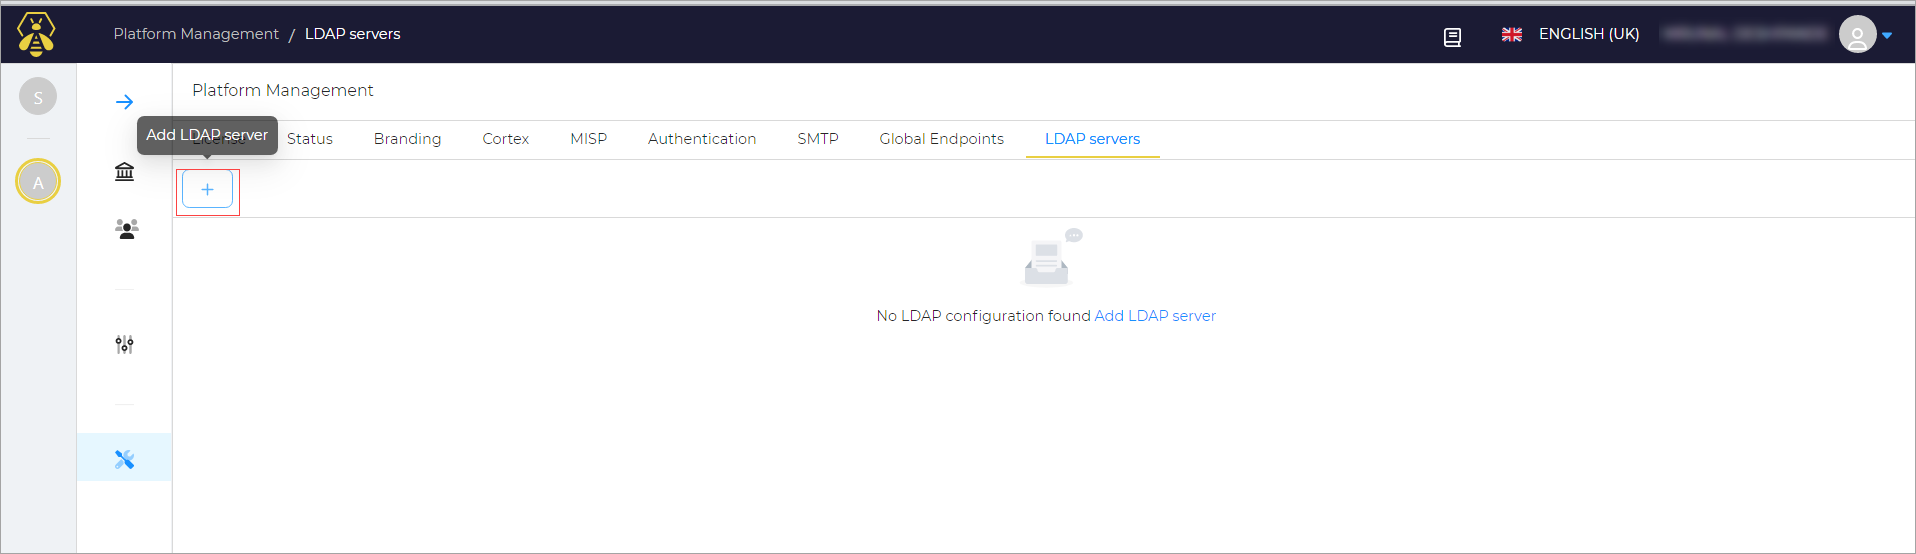 Platform Management / LDAP servers
ENGLISH (UK)
S
Platform Management
Add LDAP server
License
Status
Branding
Cortex
MISP
Authentication
SMTP
Global Endpoints
LDAP servers
A
+
No LDAP configuration found Add LDAP server